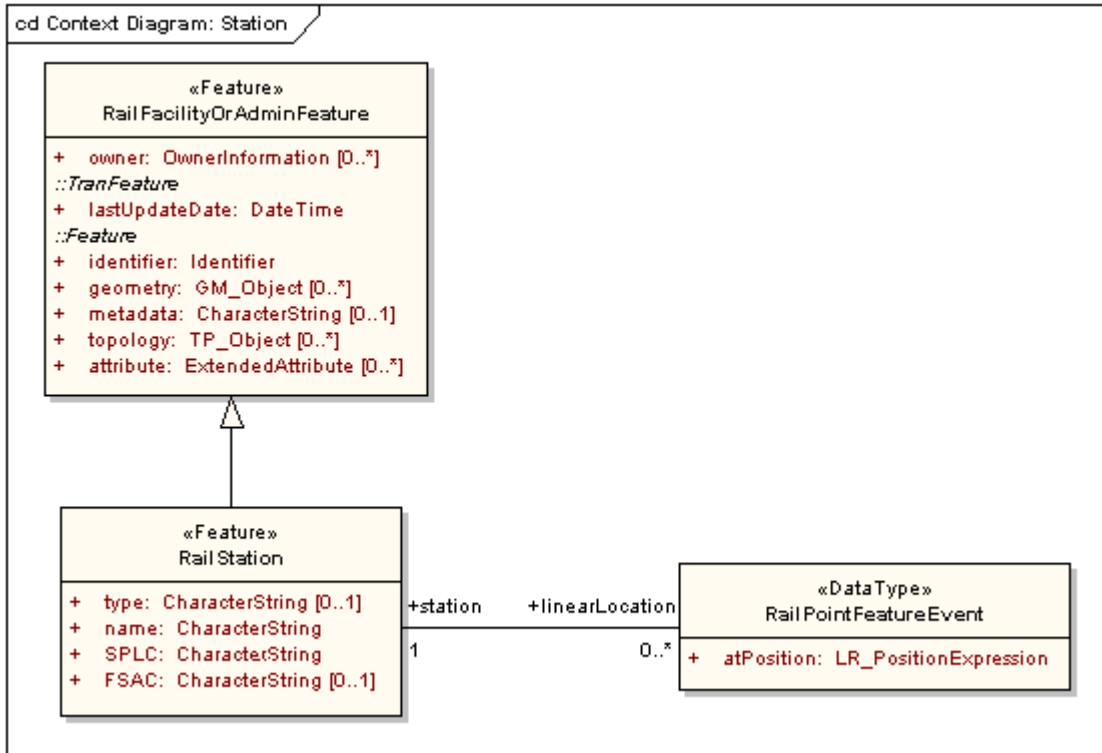 cd Context Diagram: Station
«Feature»
RailFacilityOrAdminFeature
+ owner: OwnerInformation [0..*]
::TranFeature
+ lastUpdateDate: DateTime
::Feature
+ identifier: Identifier
+ geometry: GM_Object [0..*]
+ metadata: CharacterString [0..1]
+ topology: TP_Object [0..*]
+ attribute: ExtendedAttribute [0..*]
«Feature»
RailStation
+ type: CharacterString [0..1]
+ name: CharacterString
+ SPLC: CharacterString
+ FSAC: CharacterString [0..1]
+station +linearLocation
1 0..*
«DataType»
RailPointFeatureEvent
+ atPosition: LR_PositionExpression